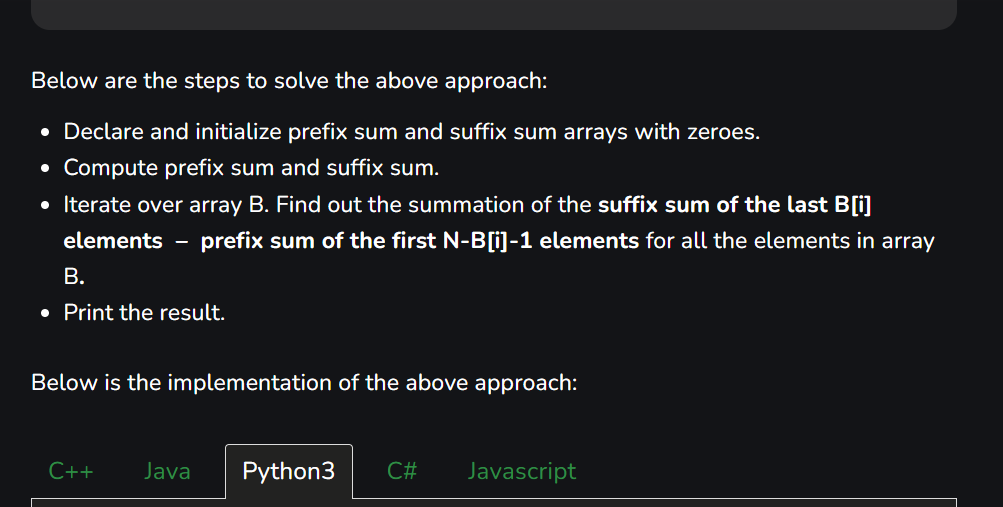 Below are the steps to solve the above approach:
• Declare and initialize prefix sum and suffix sum arrays with zeroes.
• Compute prefix sum and suffix sum.
• Iterate over array B. Find out the summation of the suffix sum of the last B[i]
elements – prefix sum of the first N-B[i]-1 elements for all the elements in array
B.
• Print the result.
Below is the implementation of the above approach:
C++ Java Python3 C# Javascript